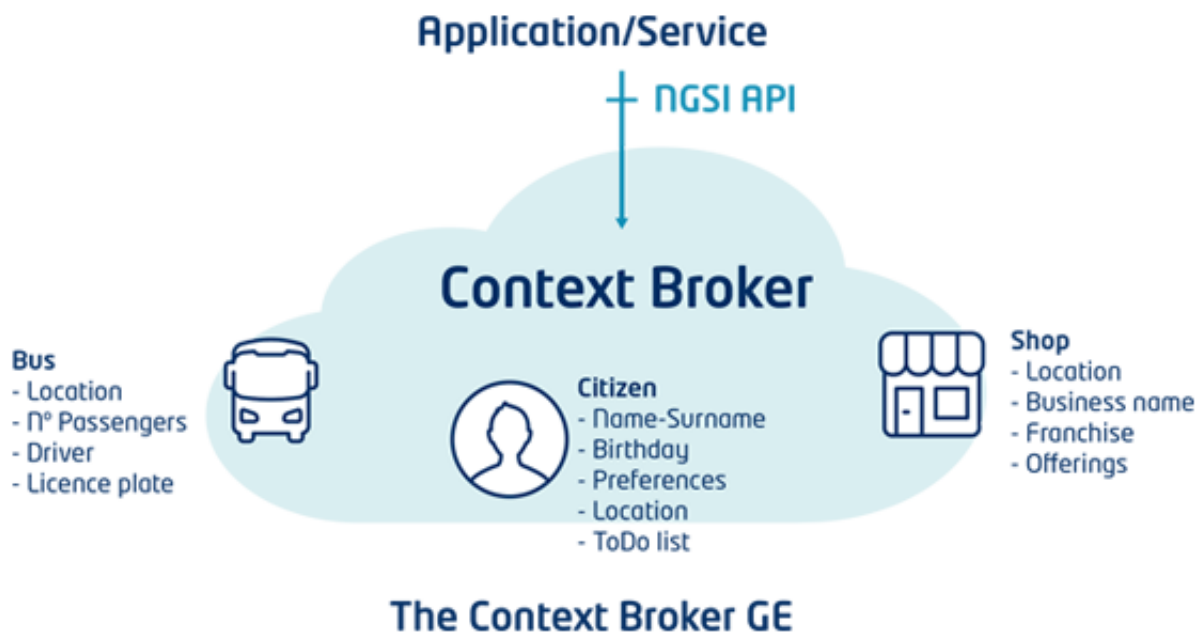 Application/Service
NGSI API
Context Broker
Bus
- Location
- Nº Passengers
- Driver
- Licence plate
Citizen
- Name-Surname
- Birthday
- Preferences
- Location
- ToDo list
Shop
- Location
- Business name
- Franchise
- Offerings
The Context Broker GE